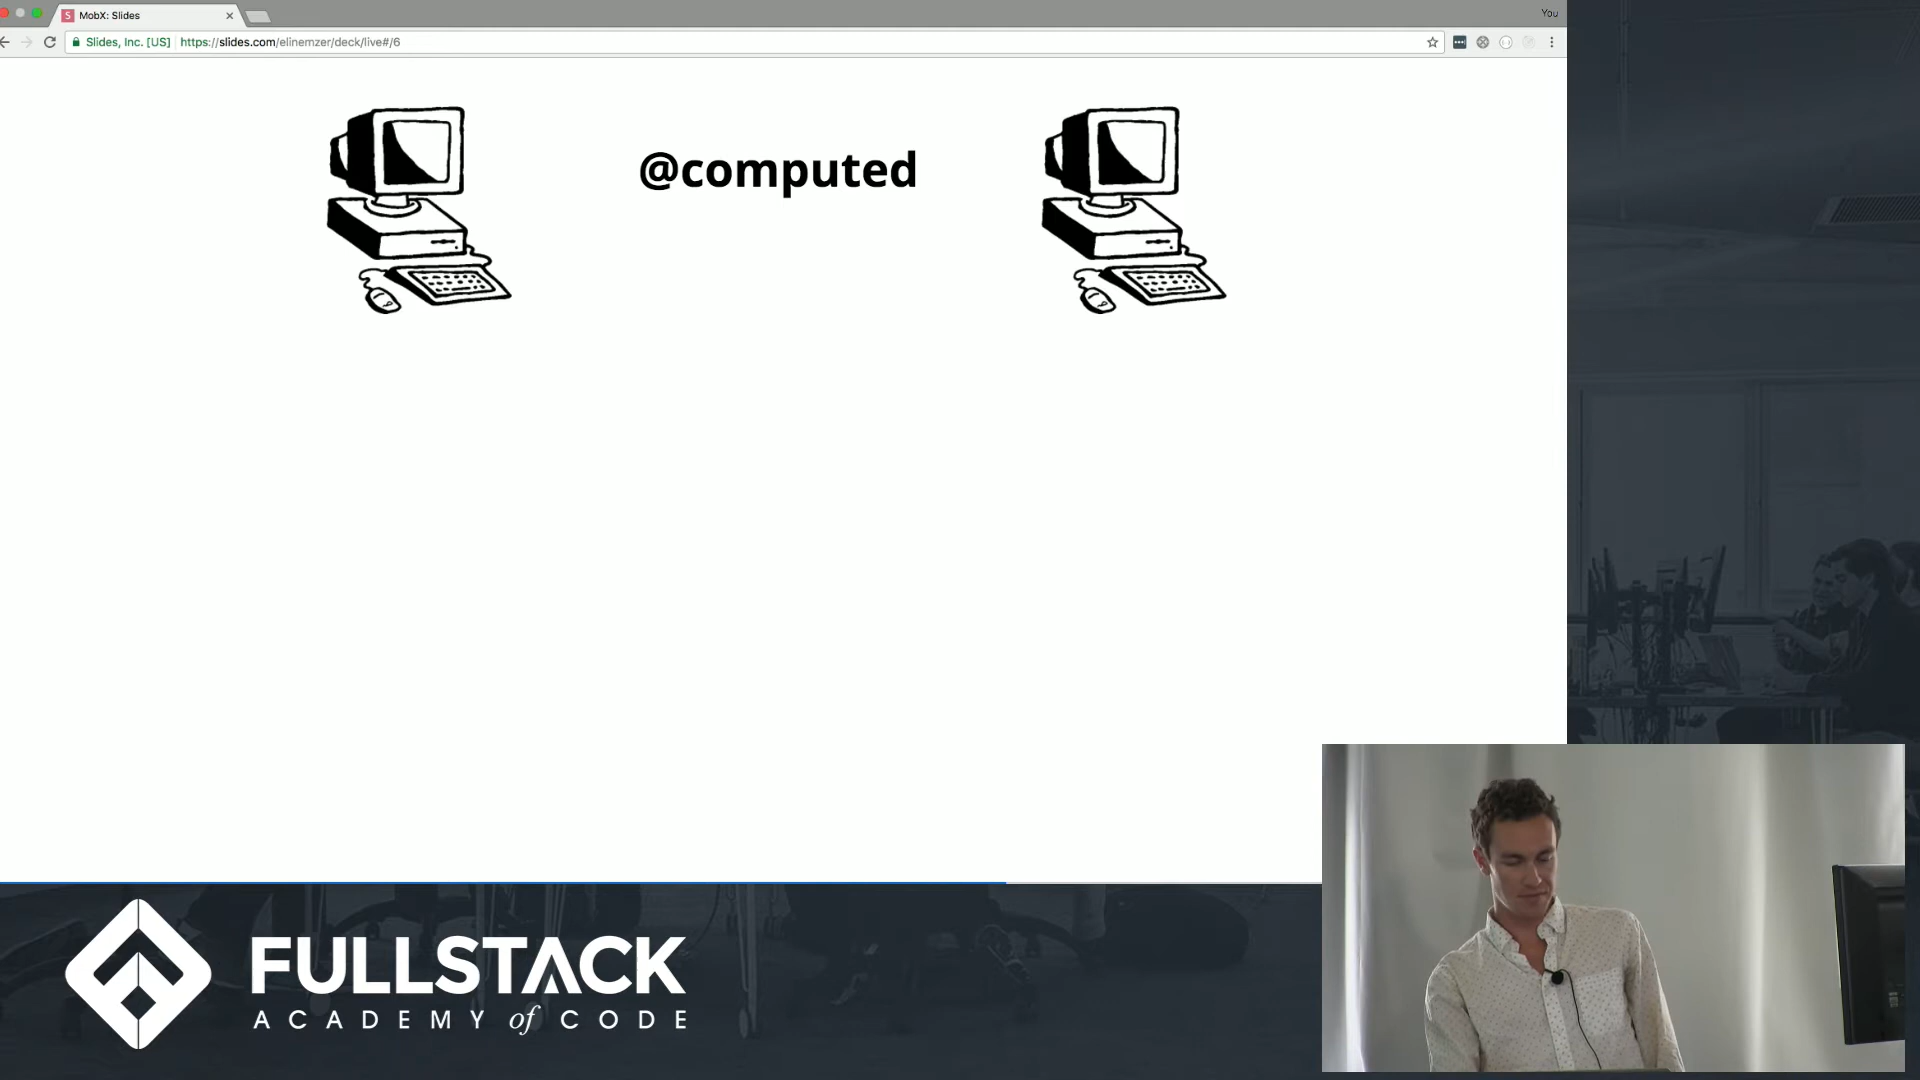 MobX: Slides
You
Slides, Inc. [US] https://slides.com/elinemzer/deck/live#/6
@computed
FULLSTACK
ACADEMY of CODE